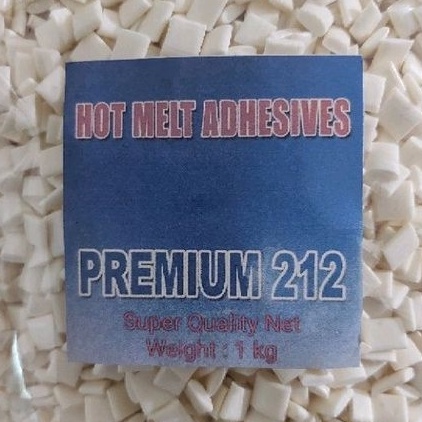 HOT MELT ADHESIVES
PREMIUM 212
Super Quality Net
Weight : 1 kg